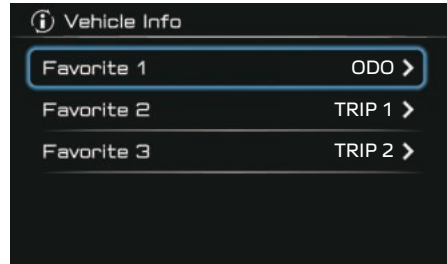 Vehicle Info
Favorite 1 ODO
Favorite 2 TRIP 1
Favorite 3 TRIP 2